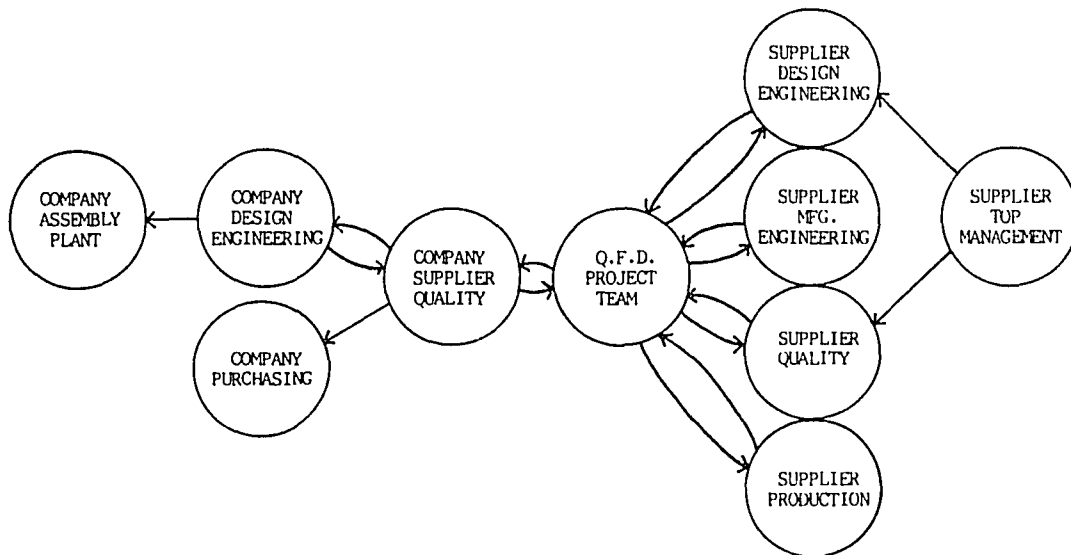 SUPPLIER
DESIGN
ENGINEERING
COMPANY
ASSEMBLY
PLANT
COMPANY
DESIGN
ENGINEERING
SUPPLIER
MFG.
ENGINEERING
SUPPLIER
TOP
MANAGEMENT
COMPANY
SUPPLIER
QUALITY
Q.F.D.
PROJECT
TEAM
COMPANY
PURCHASING
SUPPLIER
QUALITY
SUPPLIER
PRODUCTION